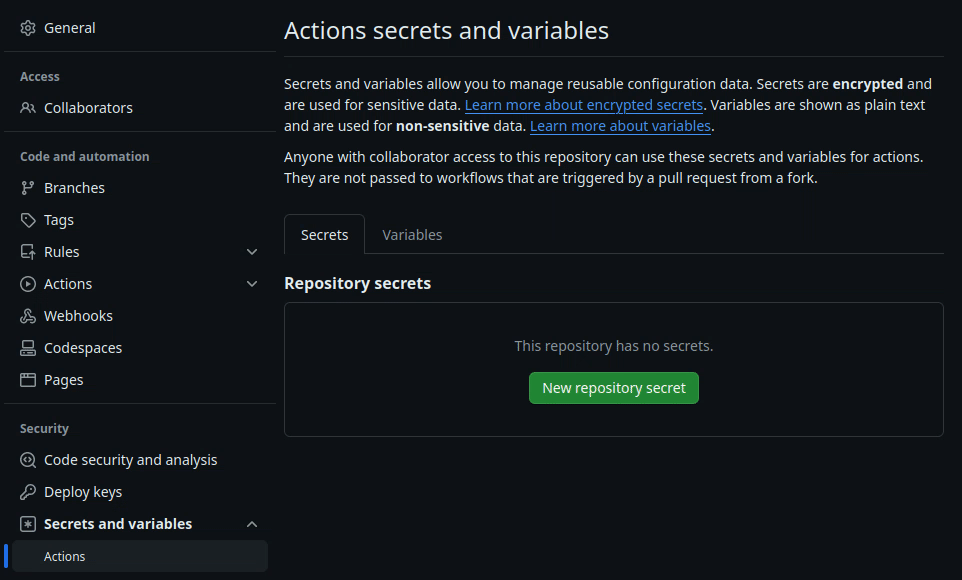 General
Access
Collaborators
Code and automation
Branches
Tags
Rules
Actions
Webhooks
Codespaces
Pages
Security
Code security and analysis
Deploy keys
Secrets and variables
Actions
Actions secrets and variables
Secrets and variables allow you to manage reusable configuration data. Secrets are encrypted and
are used for sensitive data. Learn more about encrypted secrets. Variables are shown as plain text
and are used for non-sensitive data. Learn more about variables.
Anyone with collaborator access to this repository can use these secrets and variables for actions.
They are not passed to workflows that are triggered by a pull request from a fork.
Secrets Variables
Repository secrets
This repository has no secrets.
New repository secret